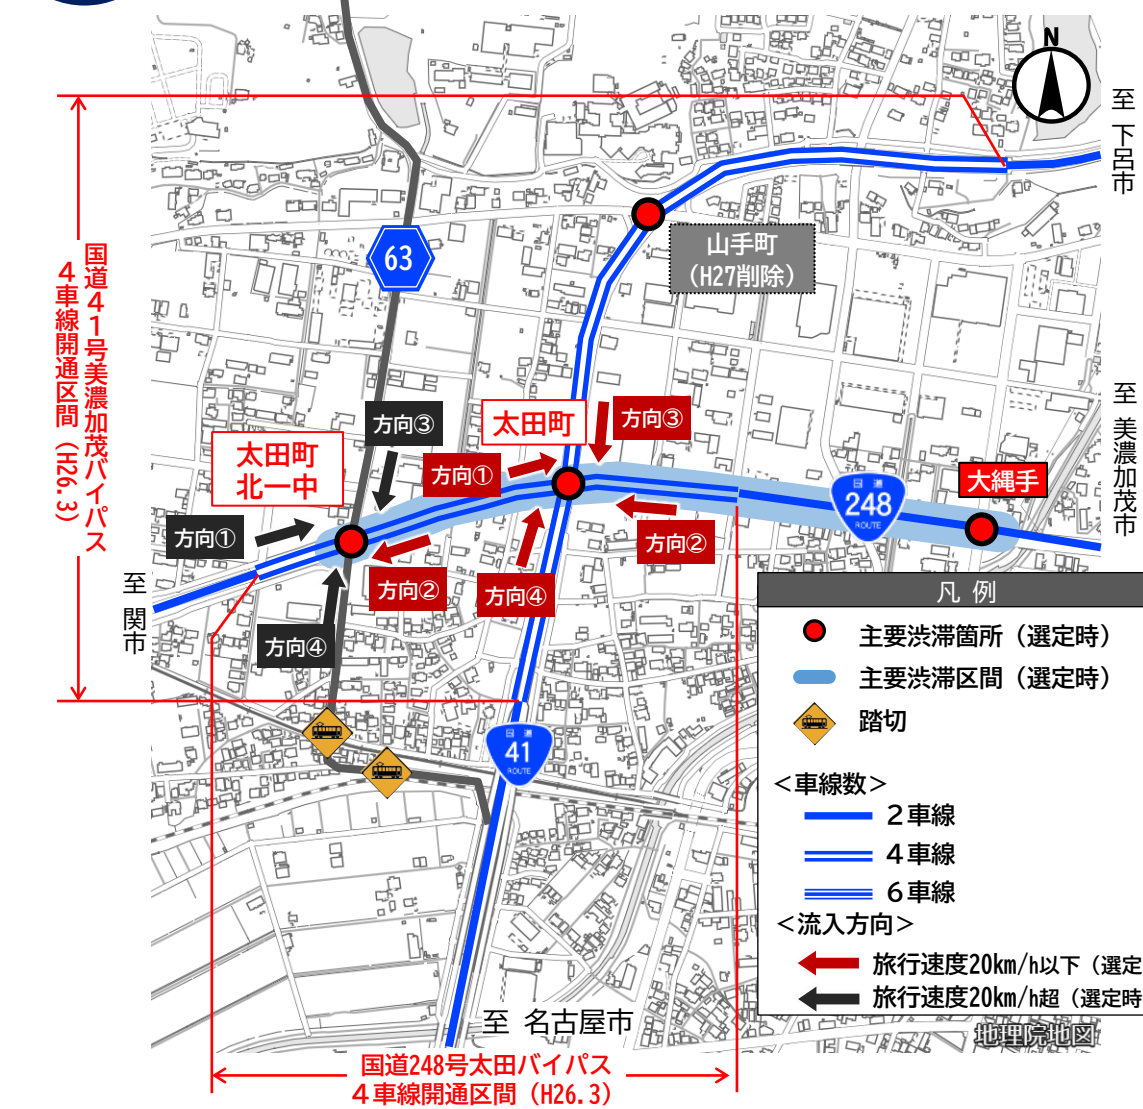 N
至 下呂市
63
山手町
（H27削除）
国道４１号美濃加茂バイパス
４車線開通区間（H26.3）
至 美濃加茂市
方向③
太田町
方向③
太田町
北一中
方向①
大縄手
国道
248
ROUTE
方向①
方向②
方向②
方向④
至 関市
方向④
凡 例
主要渋滞箇所（選定時）
主要渋滞区間（選定時）
踏切
国道
41
ROUTE
＜車線数＞
２車線
４車線
６車線
＜流入方向＞
旅行速度20km/h以下（選定
旅行速度20km/h超（選定時
至 名古屋市
地理院地図
国道248号太田バイパス
４車線開通区間（H26.3）